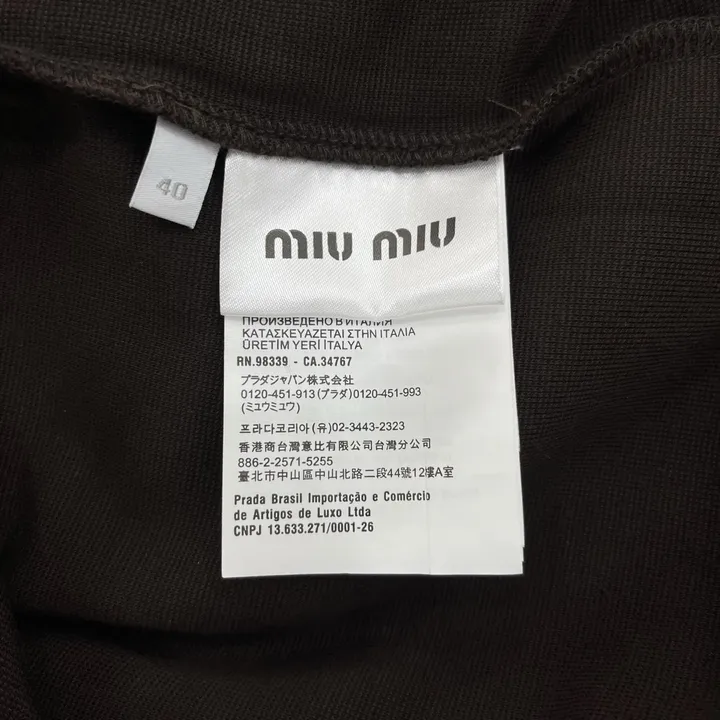 40
miu miu
ПРОИЗВЕДЕНО В ИТАЛИЯ
ΚΑΤΑΣΚΕΥΑΖΕΤΑΙ ΣΤΗΝ ΙΤΑΛΙΑ
ÜRETİM YERİ İTALYA
RN.98339 - CA.34767
プラダジャパン株式会社
0120-451-913 (プラダ) 0120-451-993
(ミュウミュウ)
프라다코리아 (유) 02-3443-2323
香港商台灣意比有限公司台灣分公司
886-2-2571-5255
臺北市中山區中山北路二段44號12樓A室
Prada Brasil Importação e Comércio
de Artigos de Luxo Ltda
CNPJ 13.633.271/0001-26